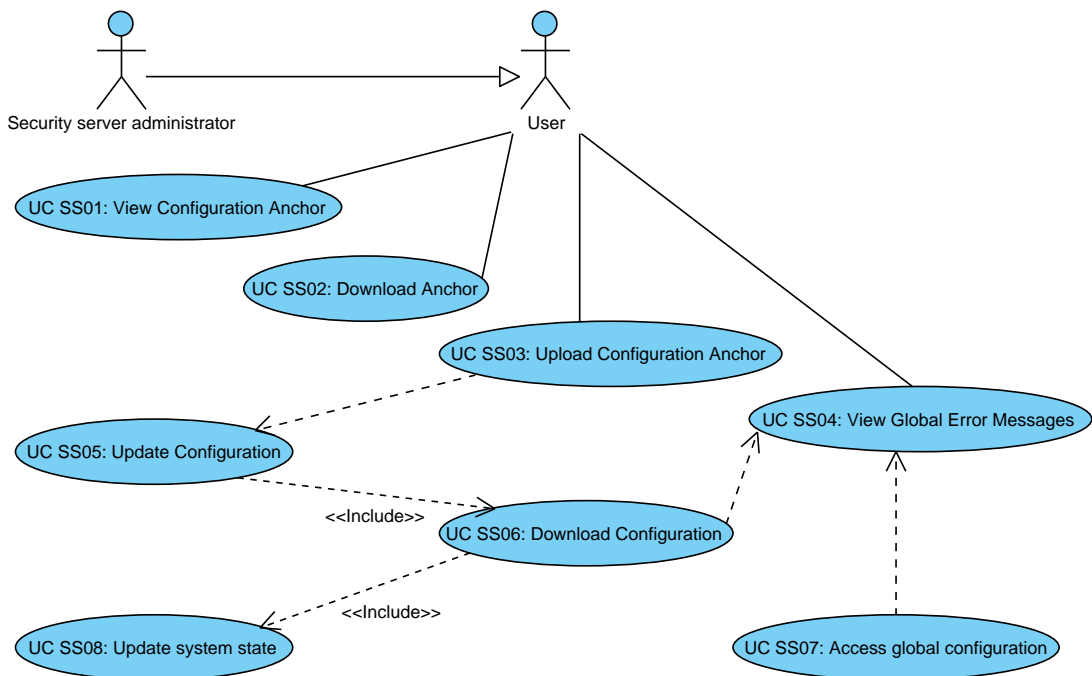 Security server administrator
User
UC SS01: View Configuration Anchor
UC SS02: Download Anchor
UC SS03: Upload Configuration Anchor
UC SS04: View Global Error Messages
UC SS05: Update Configuration
<<Include>>
UC SS06: Download Configuration
<<Include>>
UC SS08: Update system state
UC SS07: Access global configuration